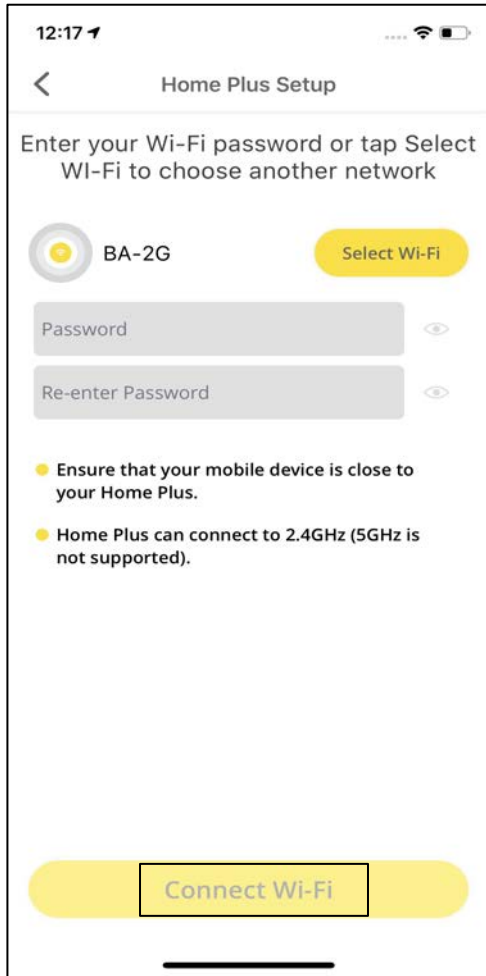 12:17
Home Plus Setup
Enter your Wi-Fi password or tap Select
WI-Fi to choose another network
BA-2G
Select Wi-Fi
Password
Re-enter Password
Ensure that your mobile device is close to
your Home Plus.
Home Plus can connect to 2.4GHz (5GHz is
not supported).
Connect Wi-Fi